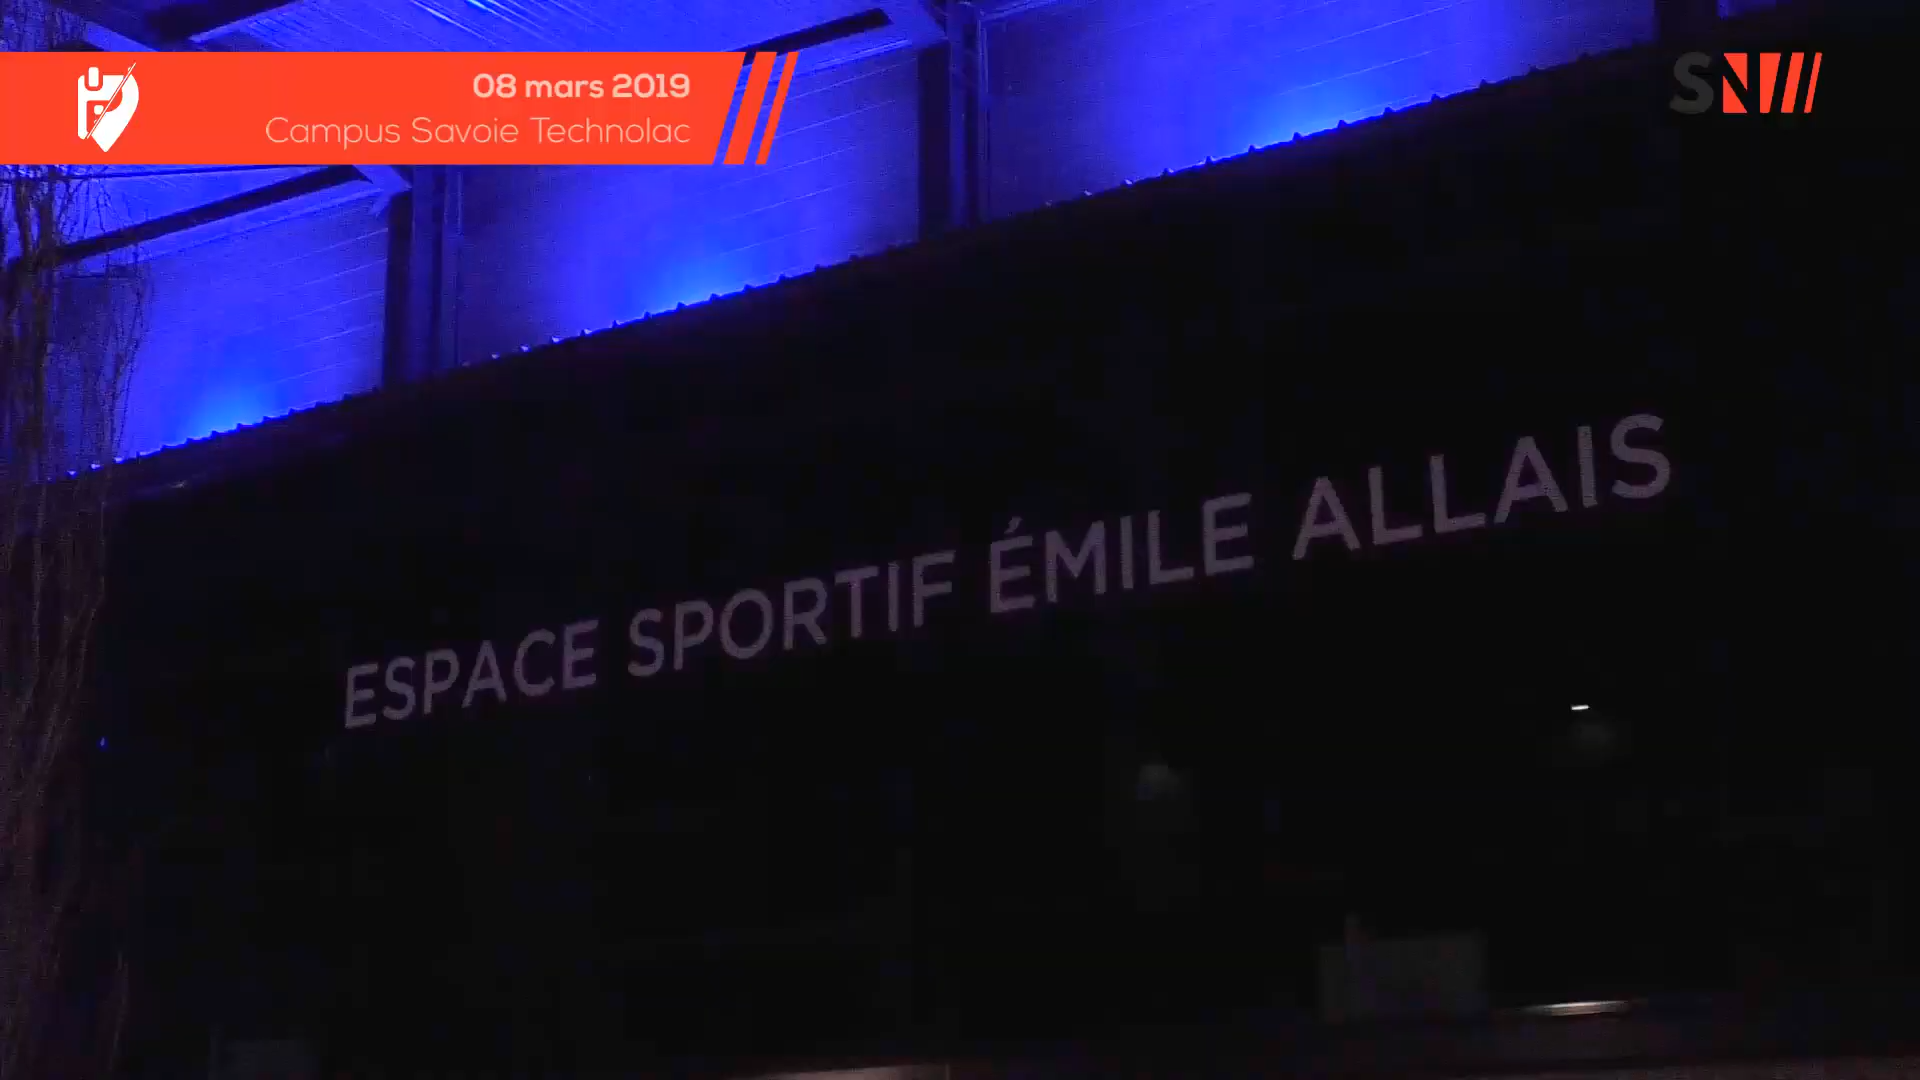 08 mars 2019
Campus Savoie Technolac
SN
ESPACE SPORTIF ÉMILE ALLAIS